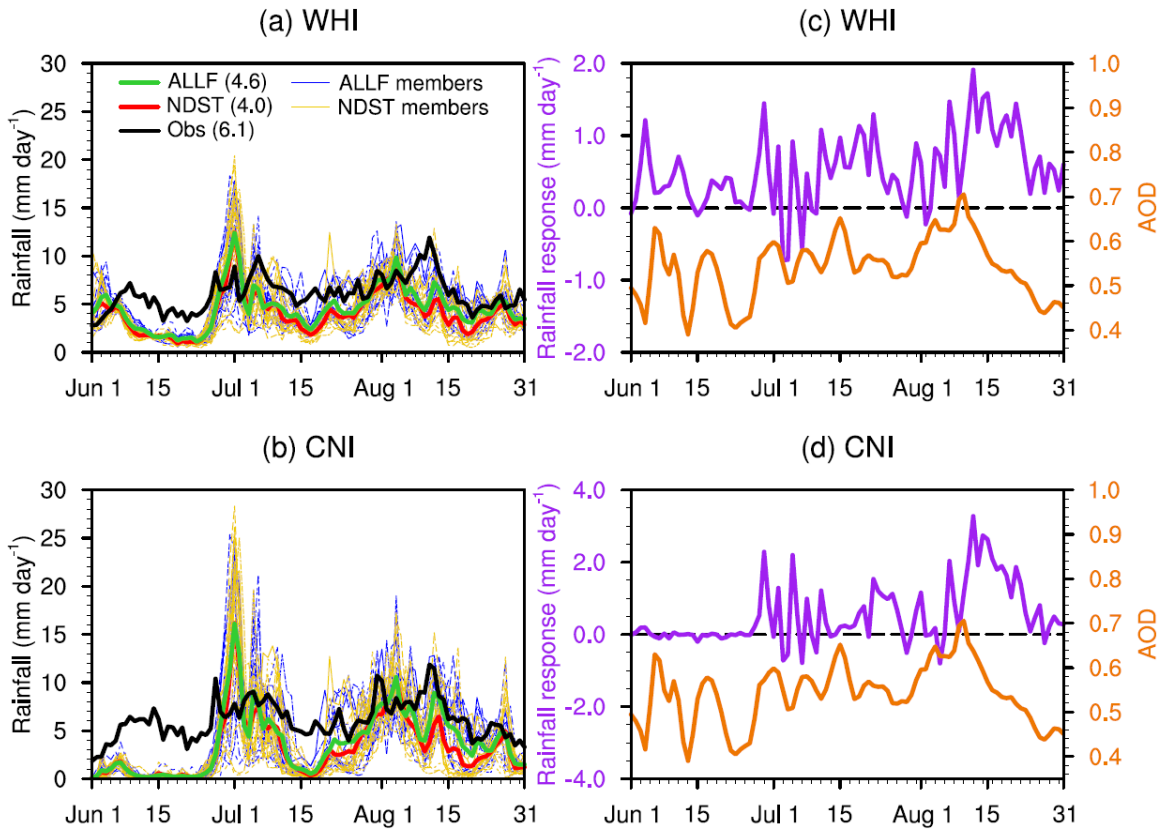 (a) WHI
Rainfall (mm day-1)
30
25
20
15
10
5
0
ALLF (4.6)
NDST (4.0)
Obs (6.1)
ALLF members
NDST members
Jun 1 15 Jul 1 15 Aug 1 15 31
(c) WHI
Rainfall response (mm day-1)
2.0
1.0
0.0
-1.0
-2.0
1.0
0.9
0.8
0.7
0.6
0.5
0.4
AOD
Jun 1 15 Jul 1 15 Aug 1 15 31
(b) CNI
Rainfall (mm day-1)
30
25
20
15
10
5
0
Jun 1 15 Jul 1 15 Aug 1 15 31
(d) CNI
Rainfall response (mm day-1)
4.0
2.0
0.0
-2.0
-4.0
1.0
0.9
0.8
0.7
0.6
0.5
0.4
AOD
Jun 1 15 Jul 1 15 Aug 1 15 31